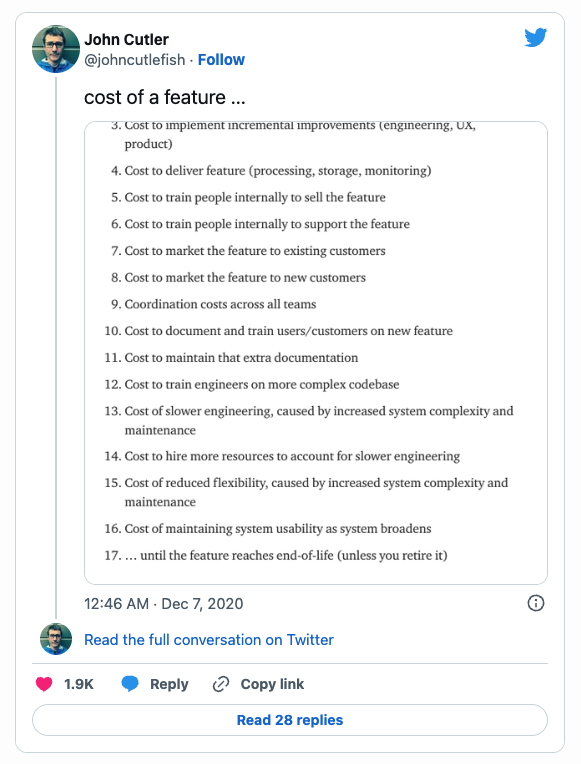 John Cutler
@johncutlefish · Follow
cost of a feature ...
3. Cost to implement incremental improvements (engineering, UX,
product)
4. Cost to deliver feature (processing, storage, monitoring)
5. Cost to train people internally to sell the feature
6. Cost to train people internally to support the feature
7. Cost to market the feature to existing customers
8. Cost to market the feature to new customers
9. Coordination costs across all teams
10. Cost to document and train users/customers on new feature
11. Cost to maintain that extra documentation
12. Cost to train engineers on more complex codebase
13. Cost of slower engineering, caused by increased system complexity and
maintenance
14. Cost to hire more resources to account for slower engineering
15. Cost of reduced flexibility, caused by increased system complexity and
maintenance
16. Cost of maintaining system usability as system broadens
17. ... until the feature reaches end-of-life (unless you retire it)
12:46 AM · Dec 7, 2020
Read the full conversation on Twitter
1.9K Reply Copy link
Read 28 replies